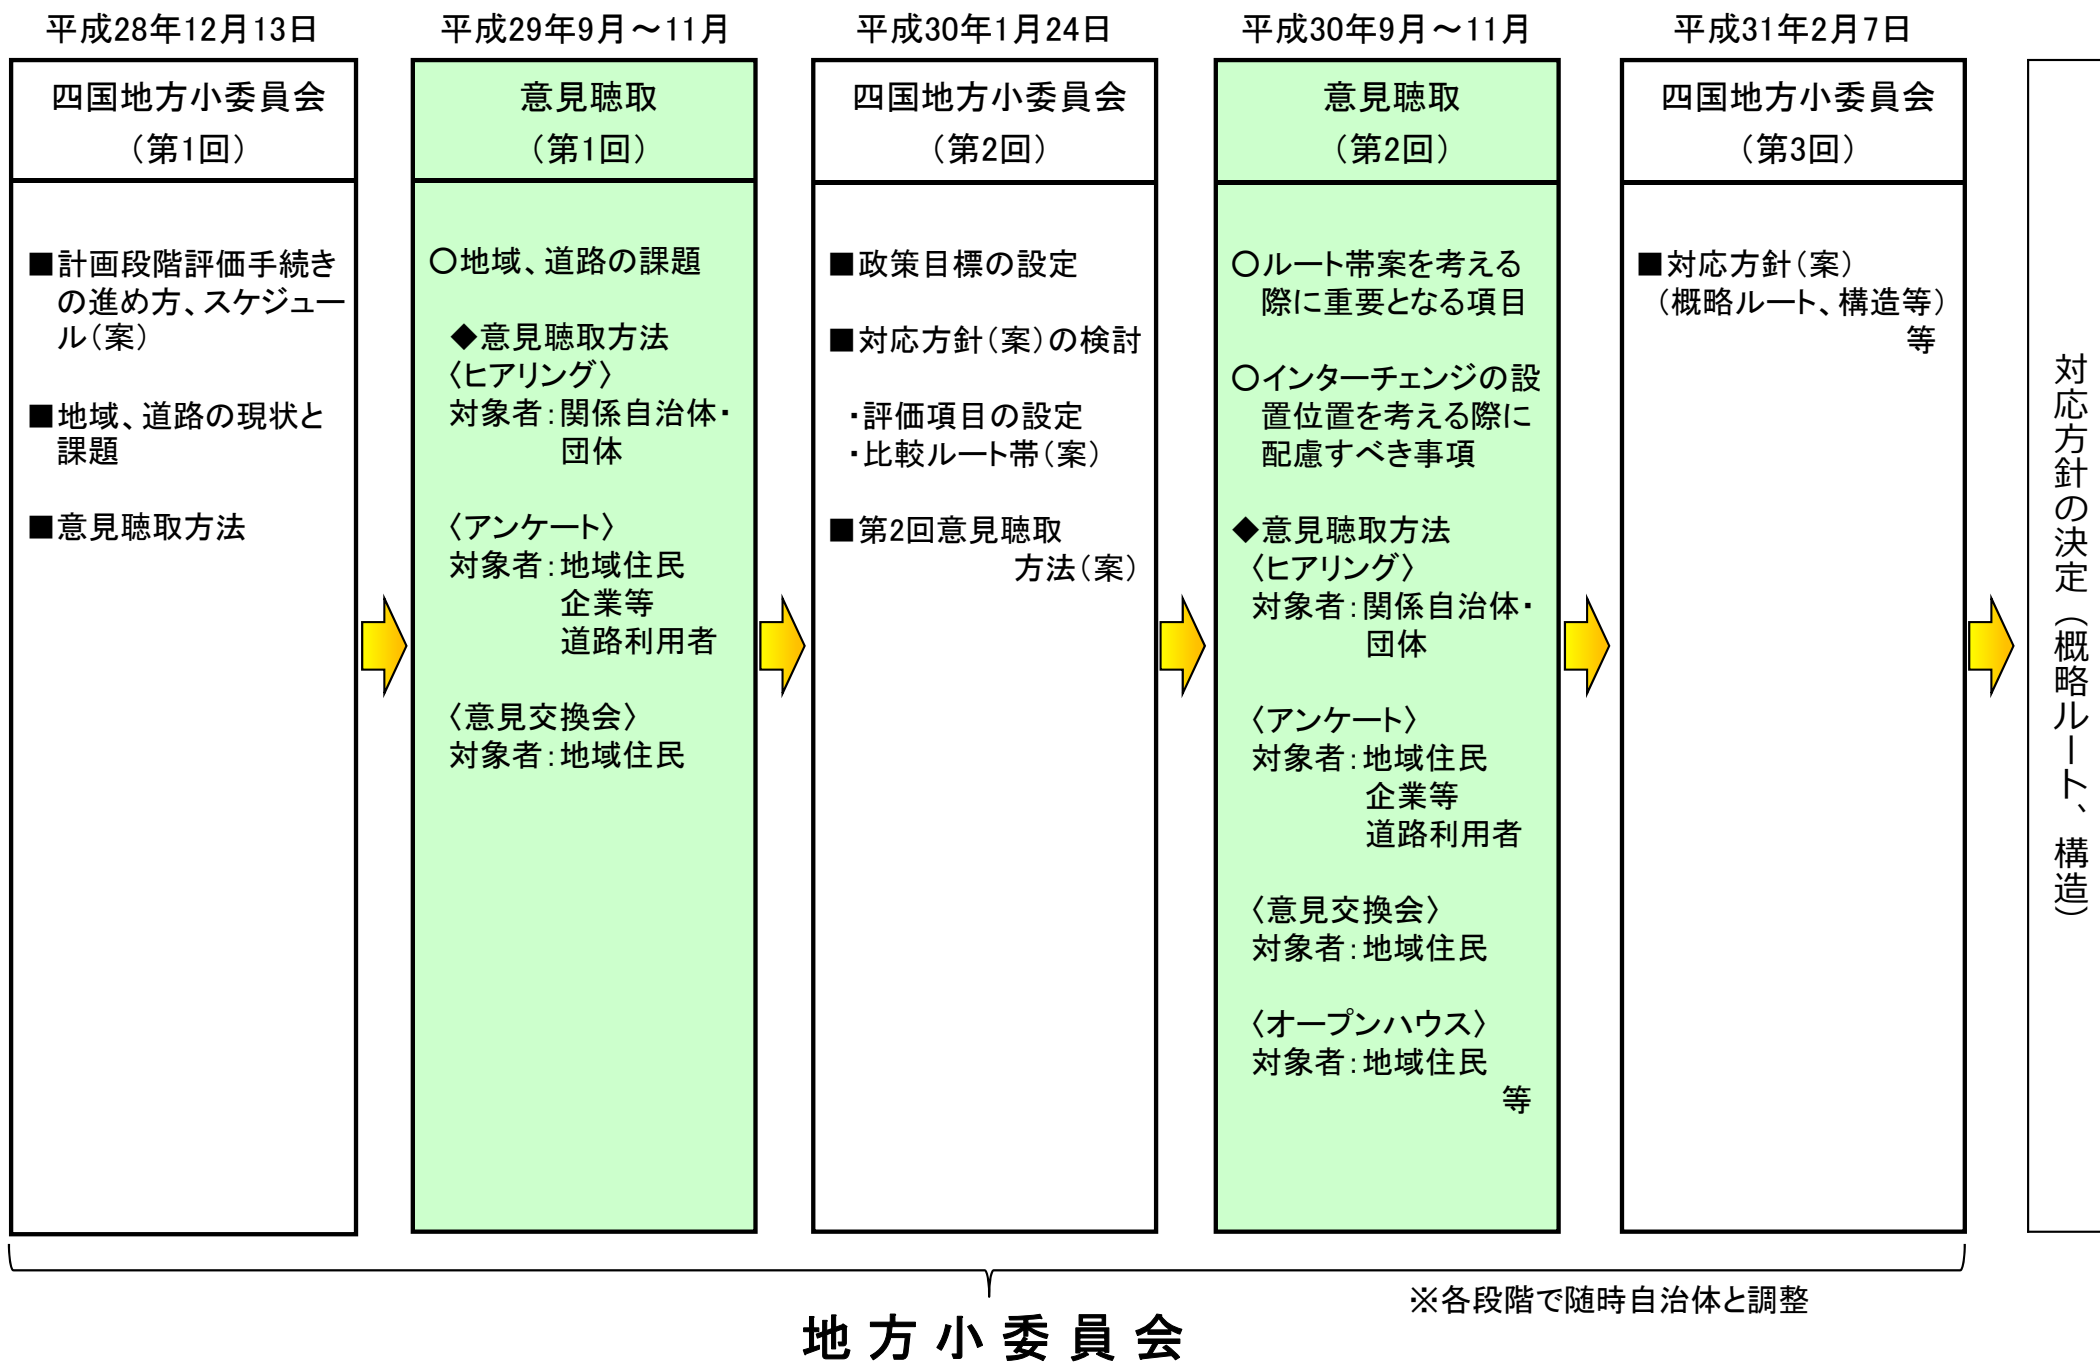 平成28年12月13日
四国地方小委員会
（第1回）
■計画段階評価手続き
の進め方、スケジュー
ル（案）
■地域、道路の現状と
課題
■意見聴取方法
平成29年9月～11月
意見聴取
（第1回）
○地域、道路の課題
◆意見聴取方法
〈ヒアリング〉
対象者：関係自治体・
団体
〈アンケート〉
対象者：地域住民
企業等
道路利用者
〈意見交換会〉
対象者：地域住民
平成30年1月24日
四国地方小委員会
（第2回）
■政策目標の設定
■対応方針（案）の検討
・評価項目の設定
・比較ルート帯（案）
■第2回意見聴取
方法（案）
平成30年9月～11月
意見聴取
（第2回）
○ルート帯案を考える
際に重要となる項目
○インターチェンジの設
置位置を考える際に
配慮すべき事項
◆意見聴取方法
〈ヒアリング〉
対象者：関係自治体・
団体
〈アンケート〉
対象者：地域住民
企業等
道路利用者
〈意見交換会〉
対象者：地域住民
〈オープンハウス〉
対象者：地域住民
等
平成31年2月7日
四国地方小委員会
（第3回）
■対応方針（案）
（概略ルート、構造等）
等
対応方針の決定（概略ルート、構造）
※各段階で随時自治体と調整
地方小委員会